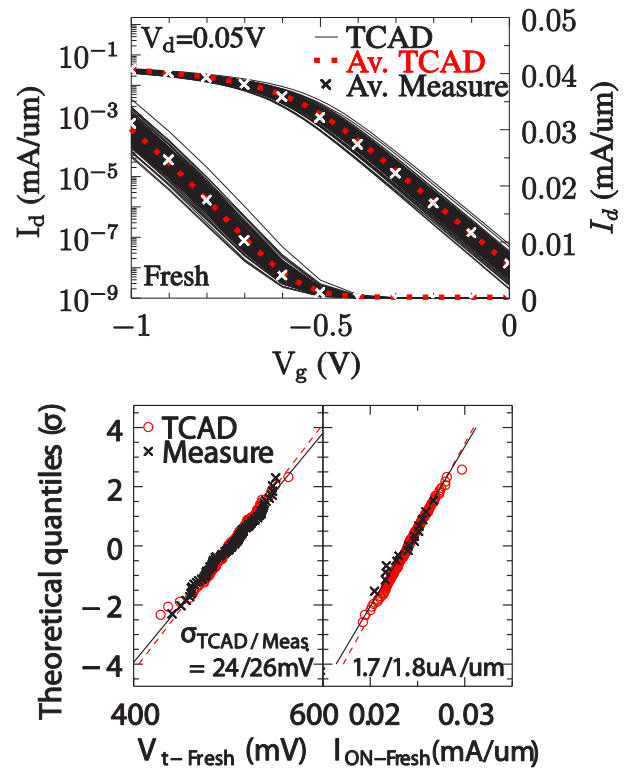 V_d=0.05V
TCAD
Av. TCAD
Av. Measure
10^−1
10^−3
10^−5
10^−7
10^−9
I_d (mA/um)
0.05
0.04
0.03
0.02
0.01
0
I_d (mA/um)
Fresh
−1
−0.5
0
V_g (V)
TCAD
Measure
4
2
0
−2
−4
Theoretical quantiles (σ)
σ_TCAD/Meas.
= 24/26mV
1.7/1.8uA/um
400
600
0.02
0.03
V_t−Fresh (mV)
I_ON−Fresh(mA/um)